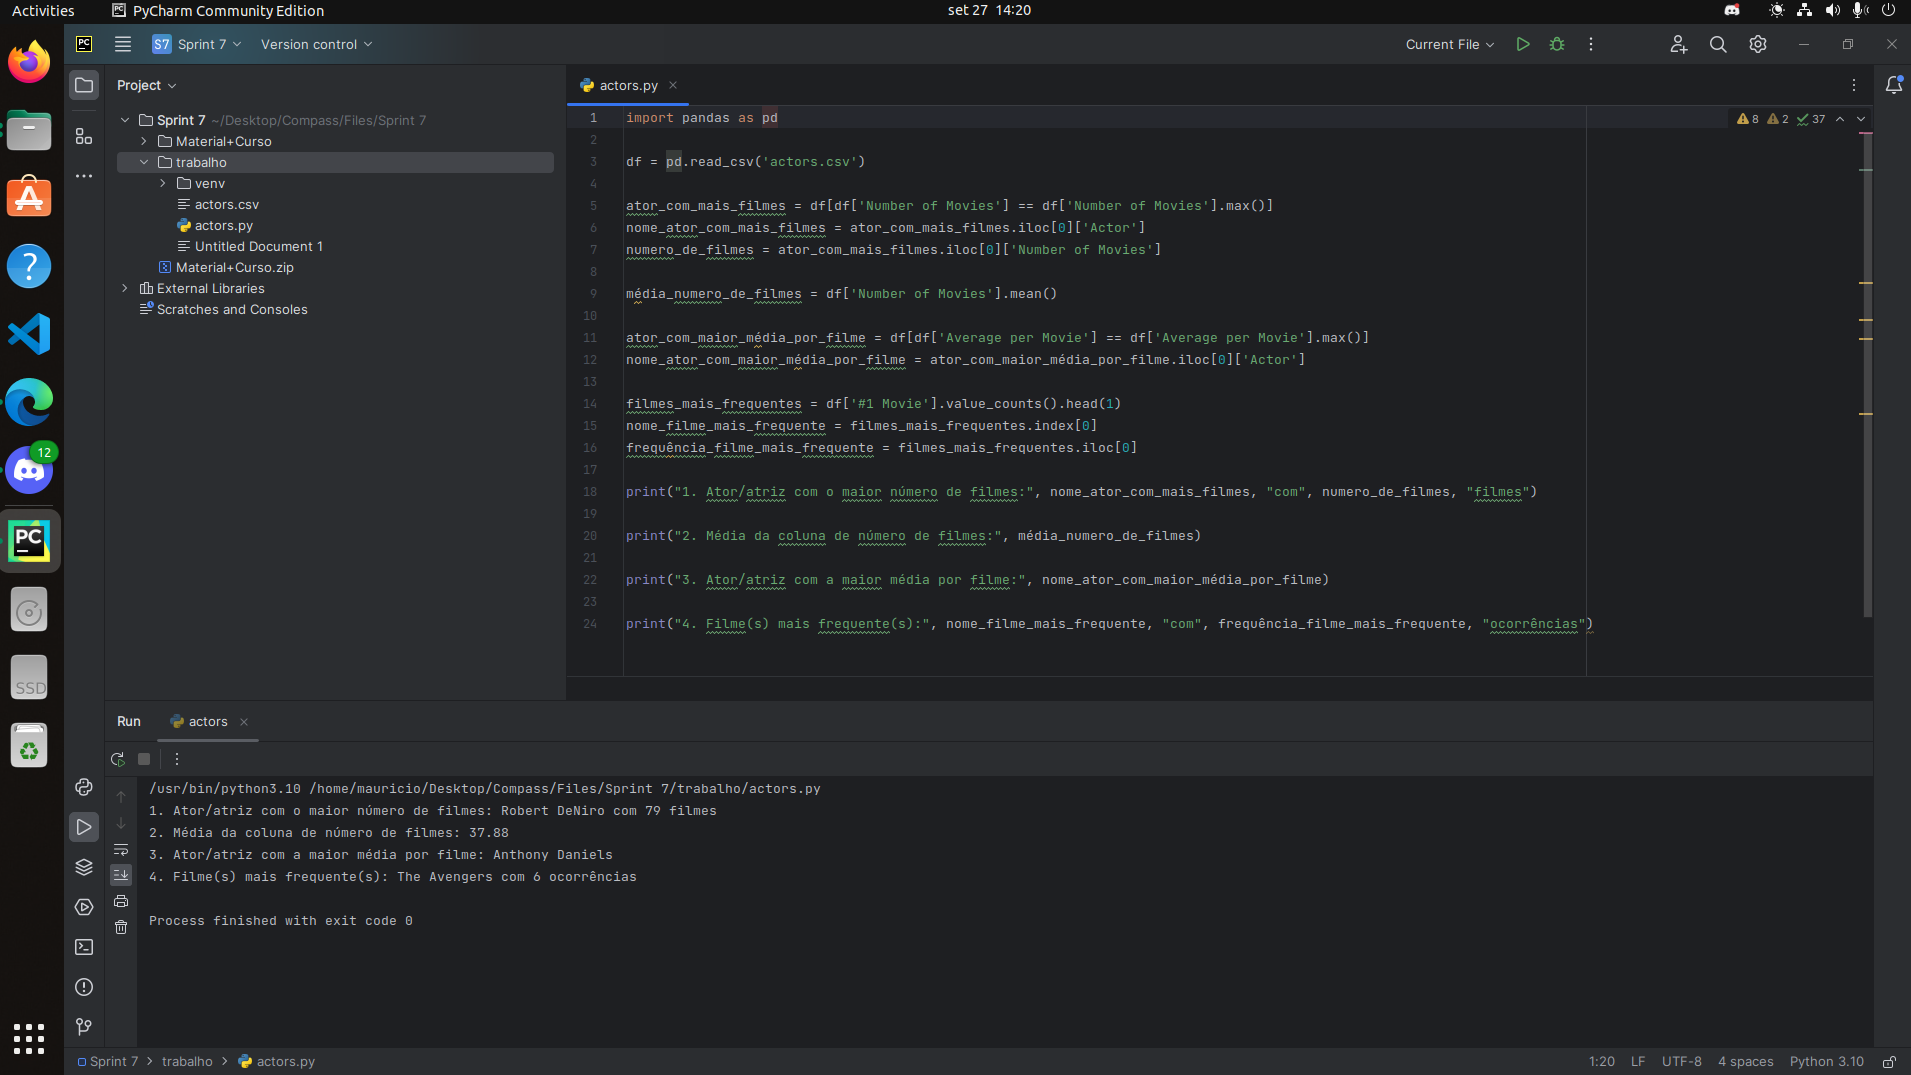 Activities
PyCharm Community Edition
set 27 14:20
PC
S7 Sprint 7
Version control
Current File
Project
actors.py
Sprint 7 ~/Desktop/Compass/Files/Sprint 7
Material+Curso
trabalho
venv
actors.csv
actors.py
Untitled Document 1
Material+Curso.zip
External Libraries
Scratches and Consoles
8 2 37
1 import pandas as pd
2
3 df = pd.read_csv('actors.csv')
4
5 ator_com_mais_filmes = df[df['Number of Movies'] == df['Number of Movies'].max()]
6 nome_ator_com_mais_filmes = ator_com_mais_filmes.iloc[0]['Actor']
7 numero_de_filmes = ator_com_mais_filmes.iloc[0]['Number of Movies']
8
9 média_numero_de_filmes = df['Number of Movies'].mean()
10
11 ator_com_maior_média_por_filme = df[df['Average per Movie'] == df['Average per Movie'].max()]
12 nome_ator_com_maior_média_por_filme = ator_com_maior_média_por_filme.iloc[0]['Actor']
13
14 filmes_mais_frequentes = df['#1 Movie'].value_counts().head(1)
15 nome_filme_mais_frequente = filmes_mais_frequentes.index[0]
16 frequência_filme_mais_frequente = filmes_mais_frequentes.iloc[0]
17
18 print("1. Ator/atriz com o maior número de filmes:", nome_ator_com_mais_filmes, "com", numero_de_filmes, "filmes")
19
20 print("2. Média da coluna de número de filmes:", média_numero_de_filmes)
21
22 print("3. Ator/atriz com a maior média por filme:", nome_ator_com_maior_média_por_filme)
23
24 print("4. Filme(s) mais frequente(s):", nome_filme_mais_frequente, "com", frequência_filme_mais_frequente, "ocorrências")
12
PC
SSD
Run
actors
/usr/bin/python3.10 /home/mauricio/Desktop/Compass/Files/Sprint 7/trabalho/actors.py
1. Ator/atriz com o maior número de filmes: Robert DeNiro com 79 filmes
2. Média da coluna de número de filmes: 37.88
3. Ator/atriz com a maior média por filme: Anthony Daniels
4. Filme(s) mais frequente(s): The Avengers com 6 ocorrências
Process finished with exit code 0
Sprint 7 > trabalho > actors.py
1:20 LF UTF-8 4 spaces Python 3.10